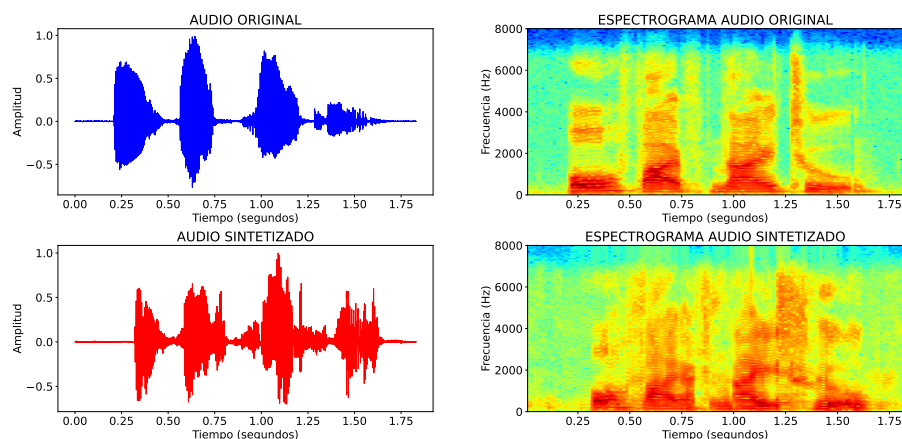 AUDIO ORIGINAL
Amplitud
1.0
0.5
0.0
−0.5
0.00 0.25 0.50 0.75 1.00 1.25 1.50 1.75
Tiempo (segundos)
ESPECTROGRAMA AUDIO ORIGINAL
Frecuencia (Hz)
8000
6000
4000
2000
0
0.25 0.50 0.75 1.00 1.25 1.50 1.75
Tiempo (segundos)
AUDIO SINTETIZADO
Amplitud
1.0
0.5
0.0
−0.5
0.00 0.25 0.50 0.75 1.00 1.25 1.50 1.75
Tiempo (segundos)
ESPECTROGRAMA AUDIO SINTETIZADO
Frecuencia (Hz)
8000
6000
4000
2000
0
0.25 0.50 0.75 1.00 1.25 1.50 1.75
Tiempo (segundos)